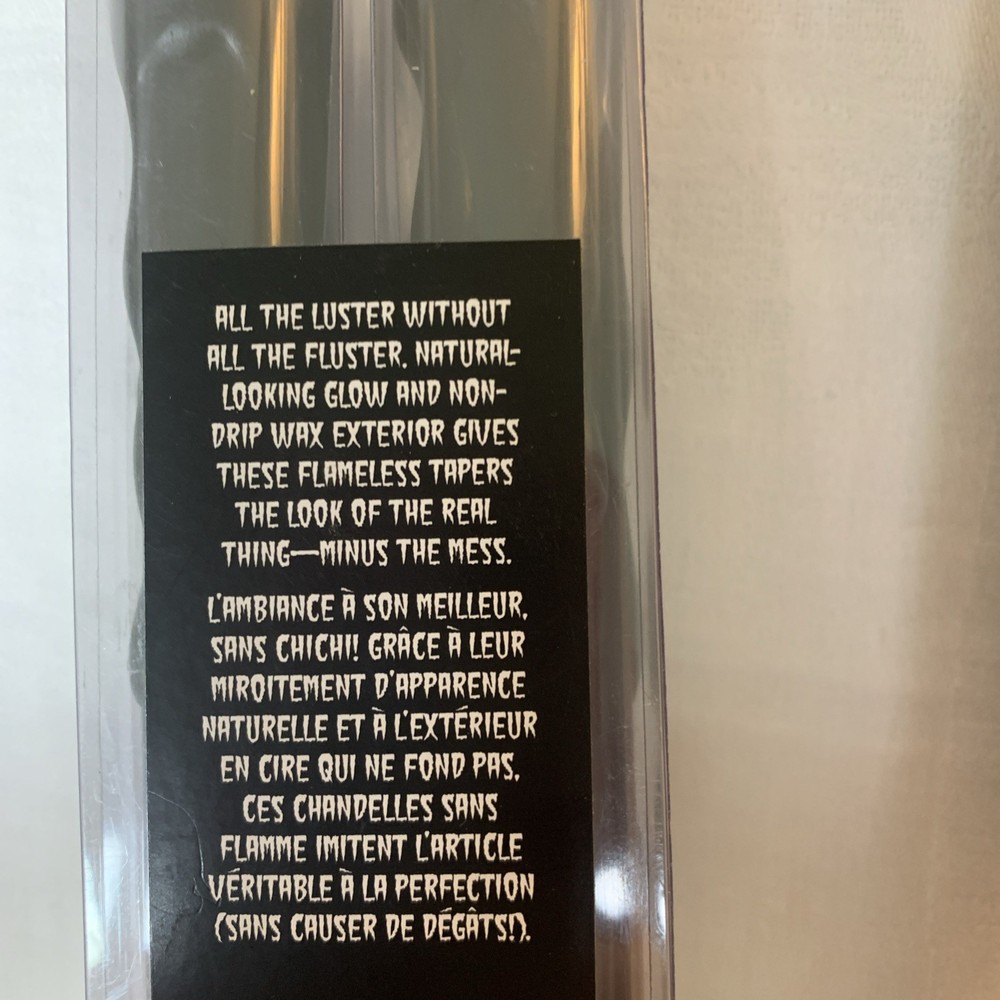 ALL THE LUSTER WITHOUT
ALL THE FLUSTER. NATURAL-
LOOKING GLOW AND NON-
DRIP WAX EXTERIOR GIVES
THESE FLAMELESS TAPERS
THE LOOK OF THE REAL
THING—MINUS THE MESS.
L'AMBIANCE À SON MEILLEUR,
SANS CHICHI! GRÂCE À LEUR
MIROITEMENT D'APPARENCE
NATURELLE ET À L'EXTÉRIEUR
EN CIRE QUI NE FOND PAS,
CES CHANDELLES SANS
FLAMME IMITENT L'ARTICLE
VÉRITABLE À LA PERFECTION
(SANS CAUSER DE DÉGÂTS!).